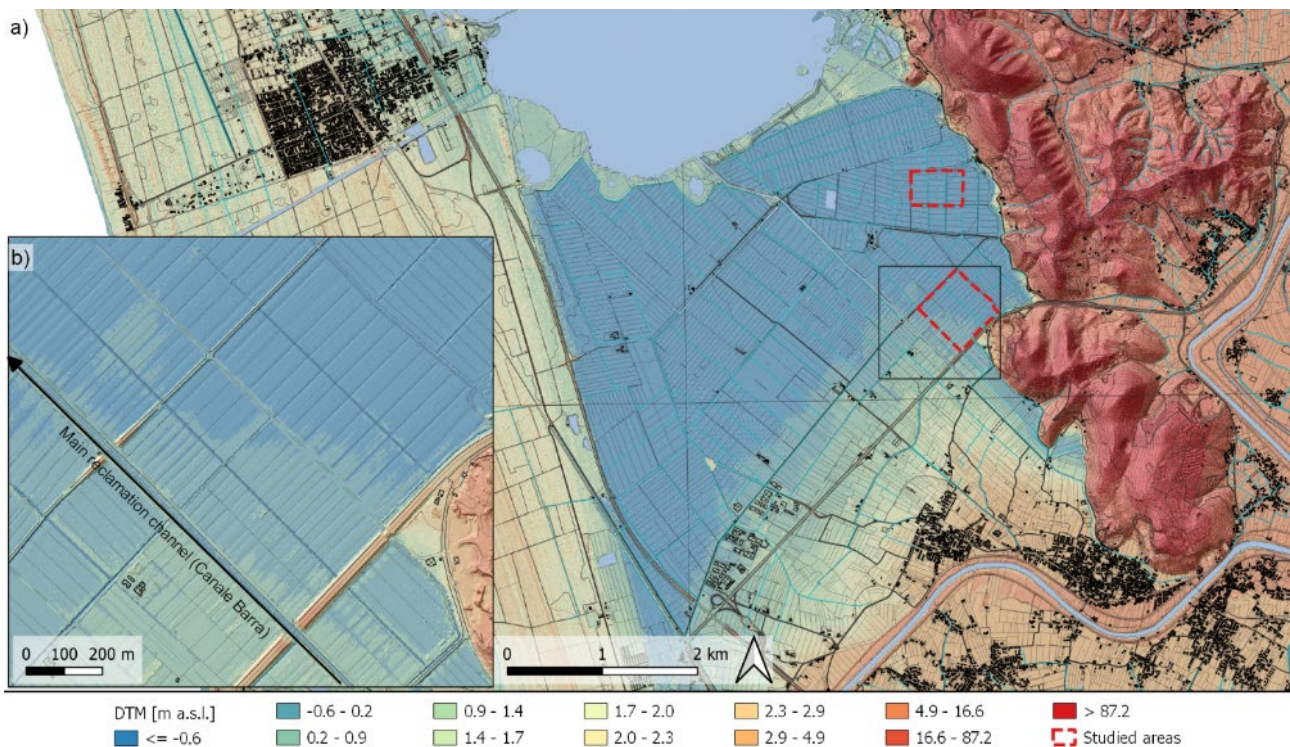 a)
b)
Main reclamation channel (Canale Barra)
0 100 200 m
0 1 2 km
DTM [m a.s.l.]
<= -0.6
-0.6 - 0.2
0.2 - 0.9
0.9 - 1.4
1.4 - 1.7
1.7 - 2.0
2.0 - 2.3
2.3 - 2.9
2.9 - 4.9
4.9 - 16.6
16.6 - 87.2
> 87.2
Studied areas